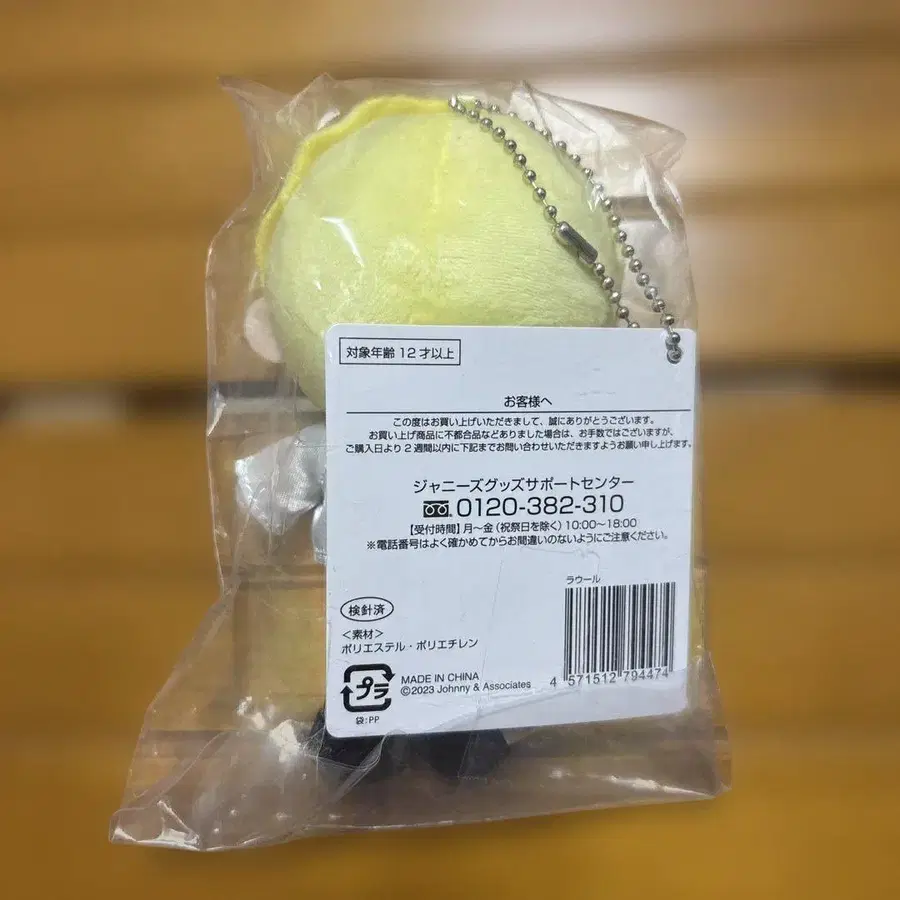 対象年齢12才以上
お客様へ
この度はお買い上げいただきまして、誠にありがとうございます。
お買い上げ商品に不都合品などありました場合は、お手数ではございますが、
ご購入日より2週間以内に下記までお問い合わせいただきますようお願い申し上げます。
ジャニーズグッズサポートセンター
0120-382-310
【受付時間】月〜金(祝祭日を除く)10:00〜18:00
※電話番号はよく確かめてからお間違いのないようにご注意ください。
ラウール
検針済
<素材>
ポリエステル・ポリエチレン
プラ
袋:PP
MADE IN CHINA
©2023 Johnny & Associates
4 571512 794474